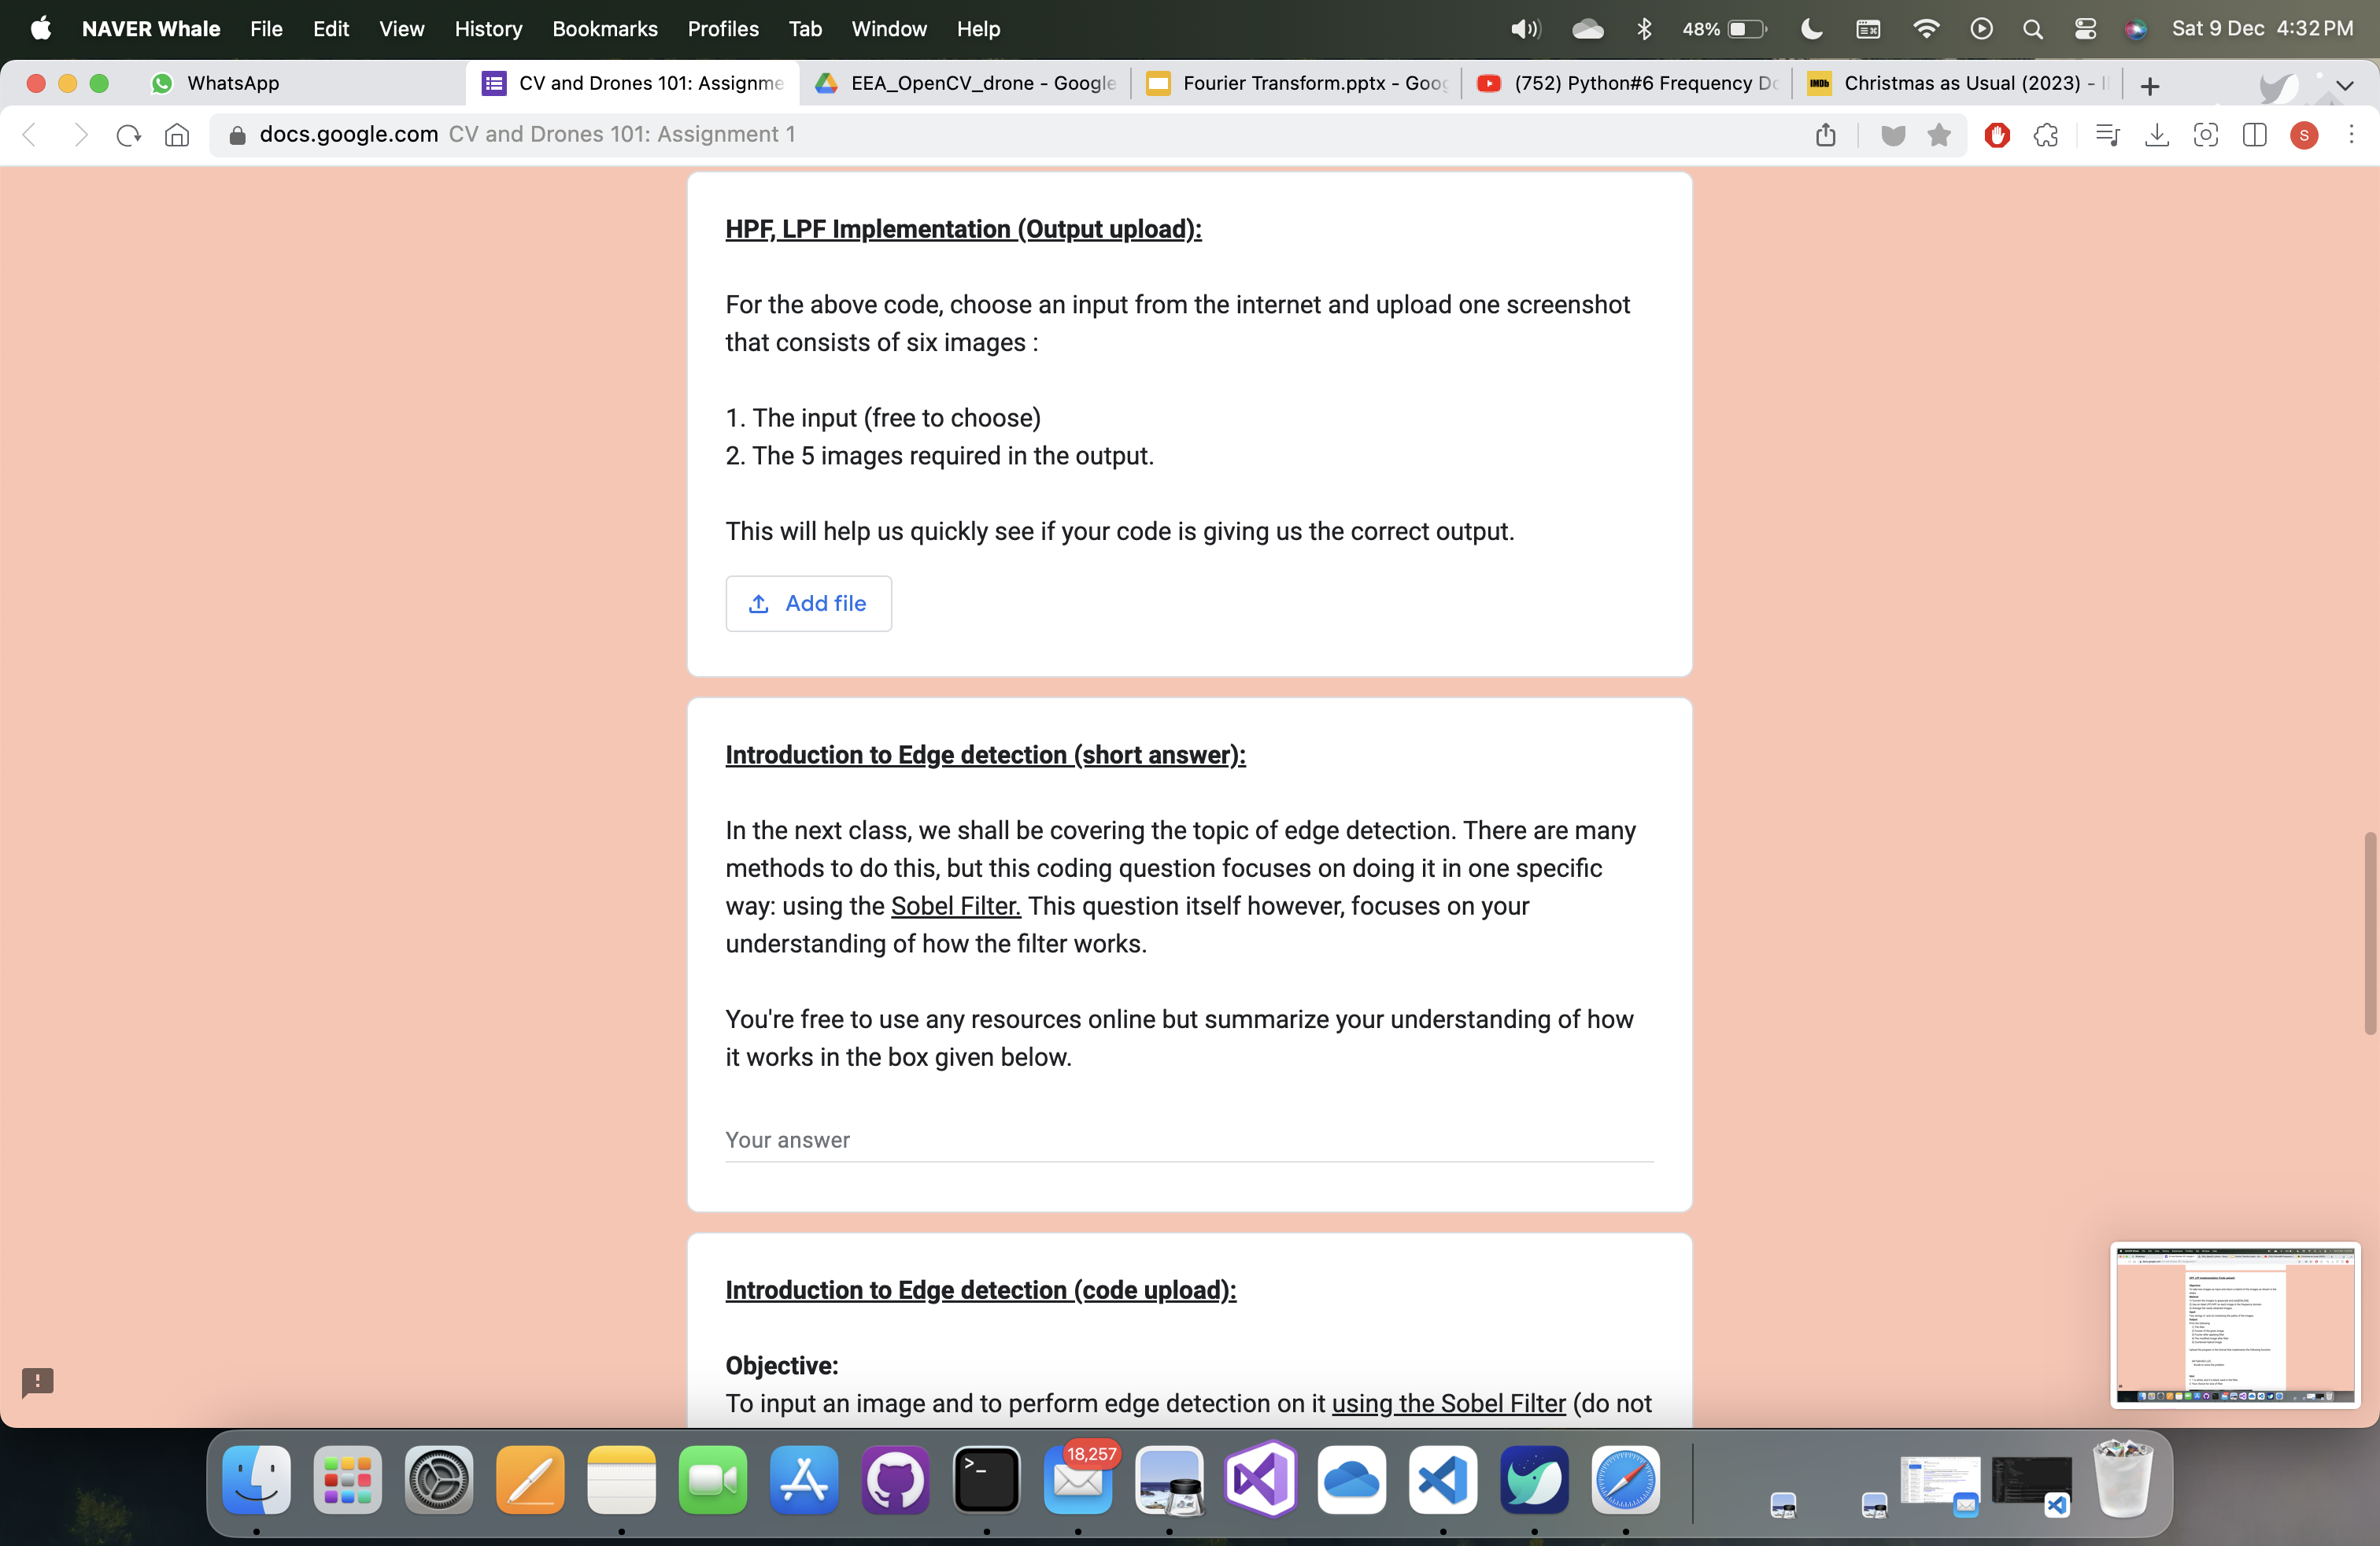 NAVER Whale File Edit View History Bookmarks Profiles Tab Window Help 48% Sat 9 Dec 4:32 PM
WhatsApp CV and Drones 101: Assignme EEA_OpenCV_drone - Google Fourier Transform.pptx - Goog (752) Python#6 Frequency Do IMDb Christmas as Usual (2023) - I
docs.google.com CV and Drones 101: Assignment 1 S
HPF, LPF Implementation (Output upload):
For the above code, choose an input from the internet and upload one screenshot
that consists of six images :
1. The input (free to choose)
2. The 5 images required in the output.
This will help us quickly see if your code is giving us the correct output.
Add file
Introduction to Edge detection (short answer):
In the next class, we shall be covering the topic of edge detection. There are many
methods to do this, but this coding question focuses on doing it in one specific
way: using the Sobel Filter. This question itself however, focuses on your
understanding of how the filter works.
You're free to use any resources online but summarize your understanding of how
it works in the box given below.
Your answer
Introduction to Edge detection (code upload):
Objective:
To input an image and to perform edge detection on it using the Sobel Filter (do not
18,257